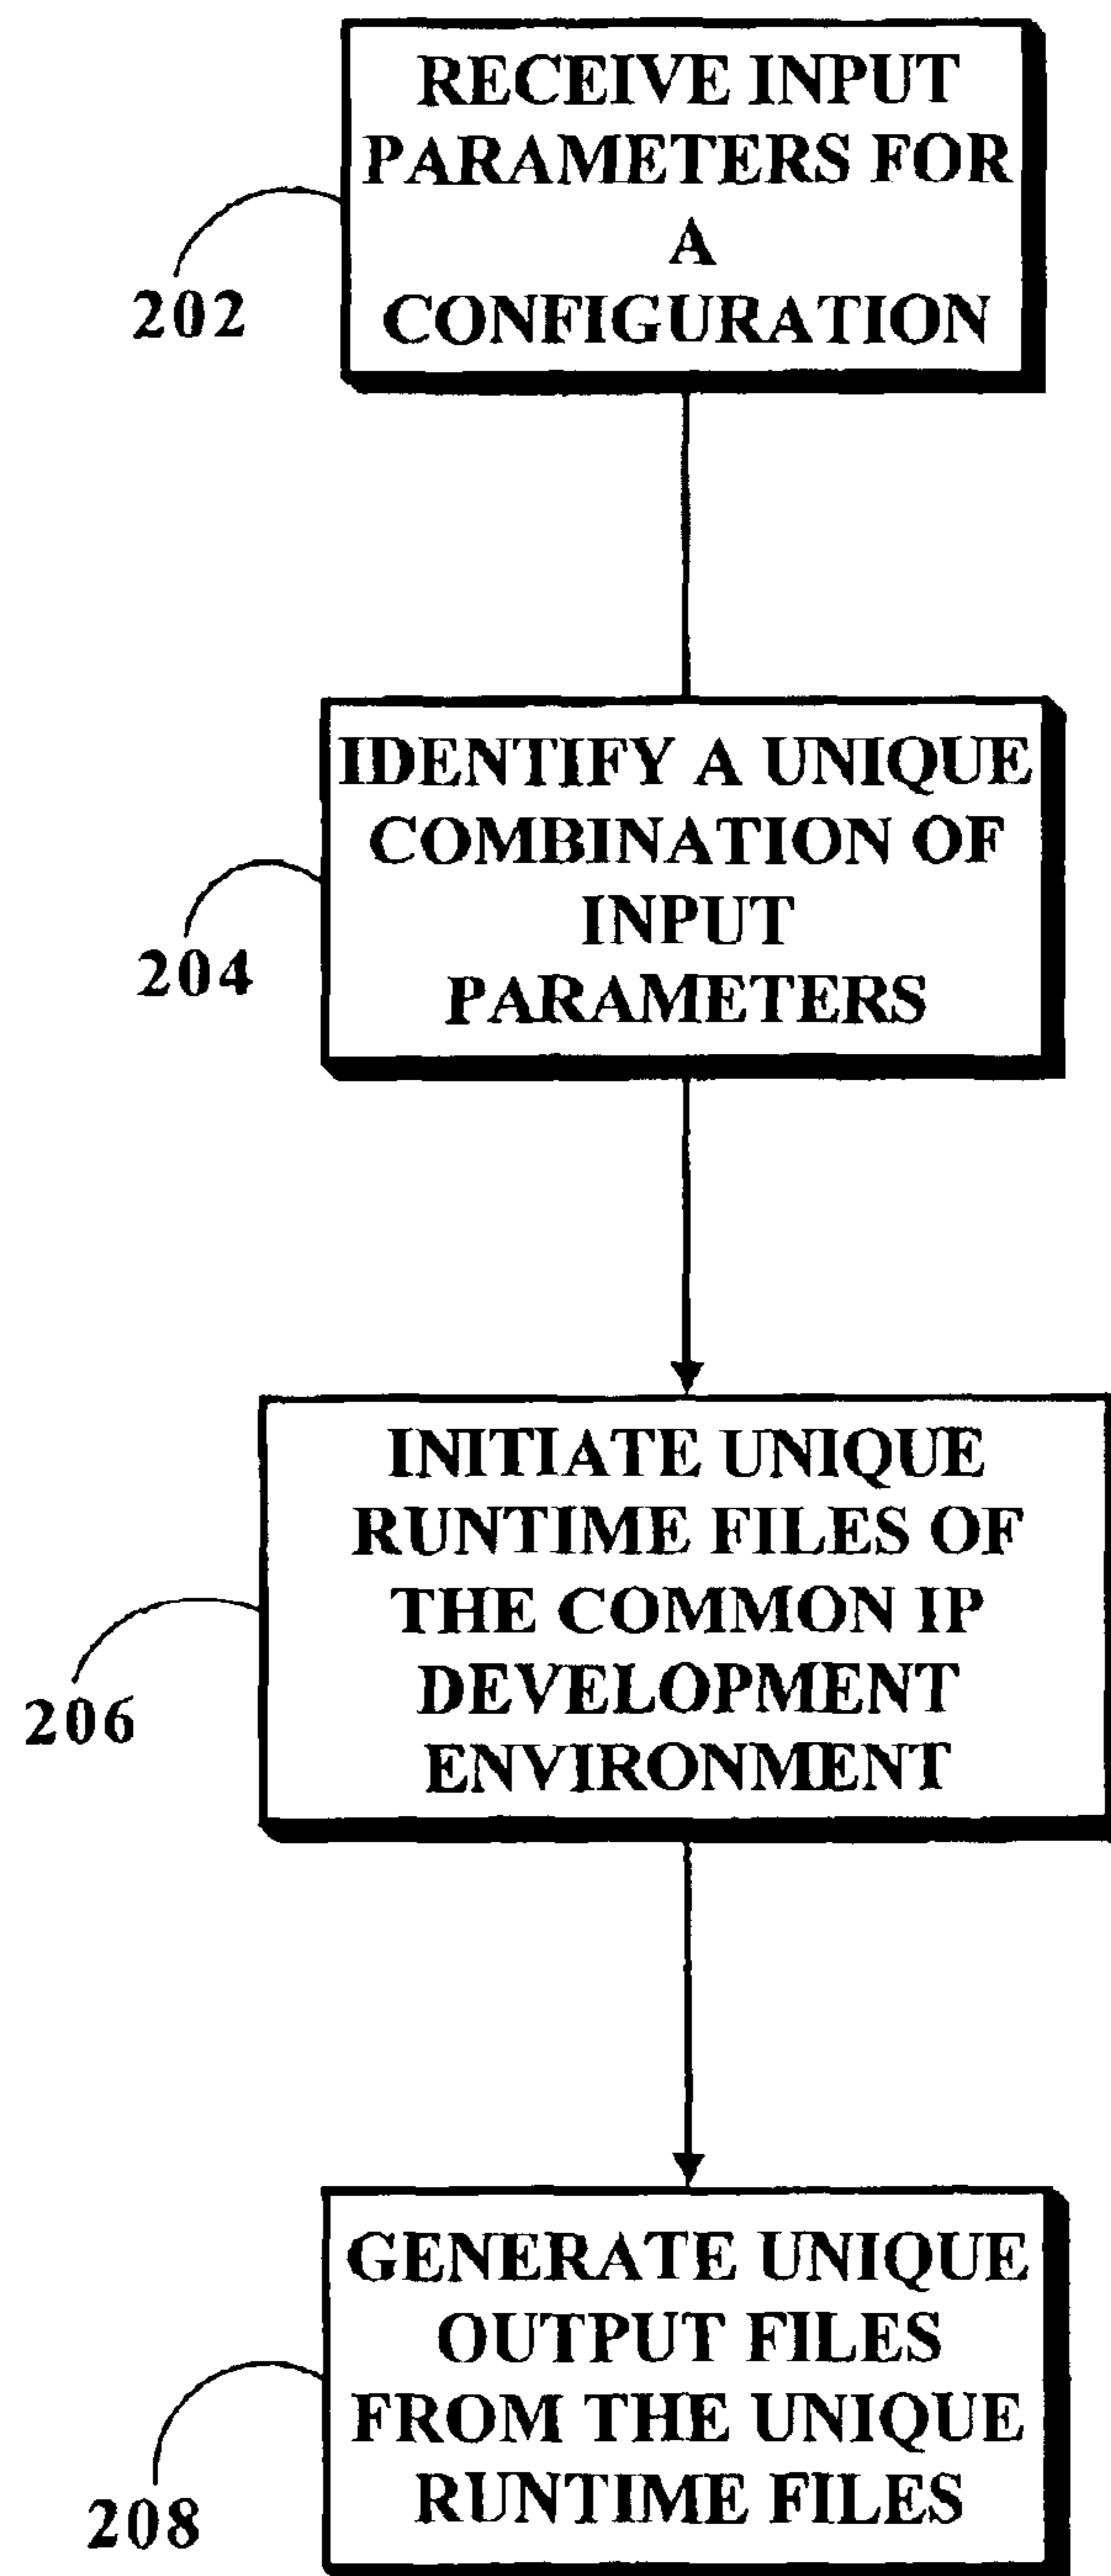 RECEIVE INPUT
PARAMETERS FOR
A
CONFIGURATION
202
IDENTIFY A UNIQUE
COMBINATION OF
INPUT
PARAMETERS
204
INITIATE UNIQUE
RUNTIME FILES OF
THE COMMON IP
DEVELOPMENT
ENVIRONMENT
206
GENERATE UNIQUE
OUTPUT FILES
FROM THE UNIQUE
RUNTIME FILES
208